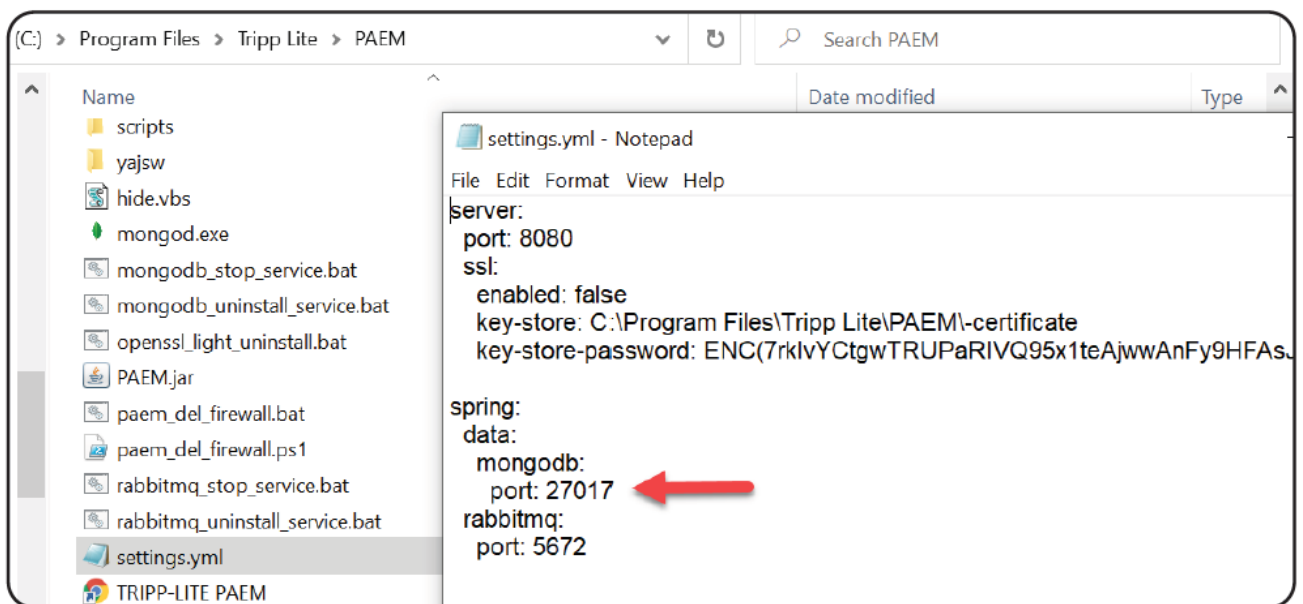 (C:) > Program Files > Tripp Lite > PAEM
Search PAEM
Name
Date modified
Type
scripts
yajsw
hide.vbs
mongod.exe
mongodb_stop_service.bat
mongodb_uninstall_service.bat
openssl_light_uninstall.bat
PAEM.jar
paem_del_firewall.bat
paem_del_firewall.ps1
rabbitmq_stop_service.bat
rabbitmq_uninstall_service.bat
settings.yml
TRIPP-LITE PAEM
settings.yml - Notepad
File Edit Format View Help
server:
port: 8080
ssl:
enabled: false
key-store: C:\Program Files\Tripp Lite\PAEM\-certificate
key-store-password:
spring:
data:
mongodb:
port: 27017
rabbitmq:
port: 5672